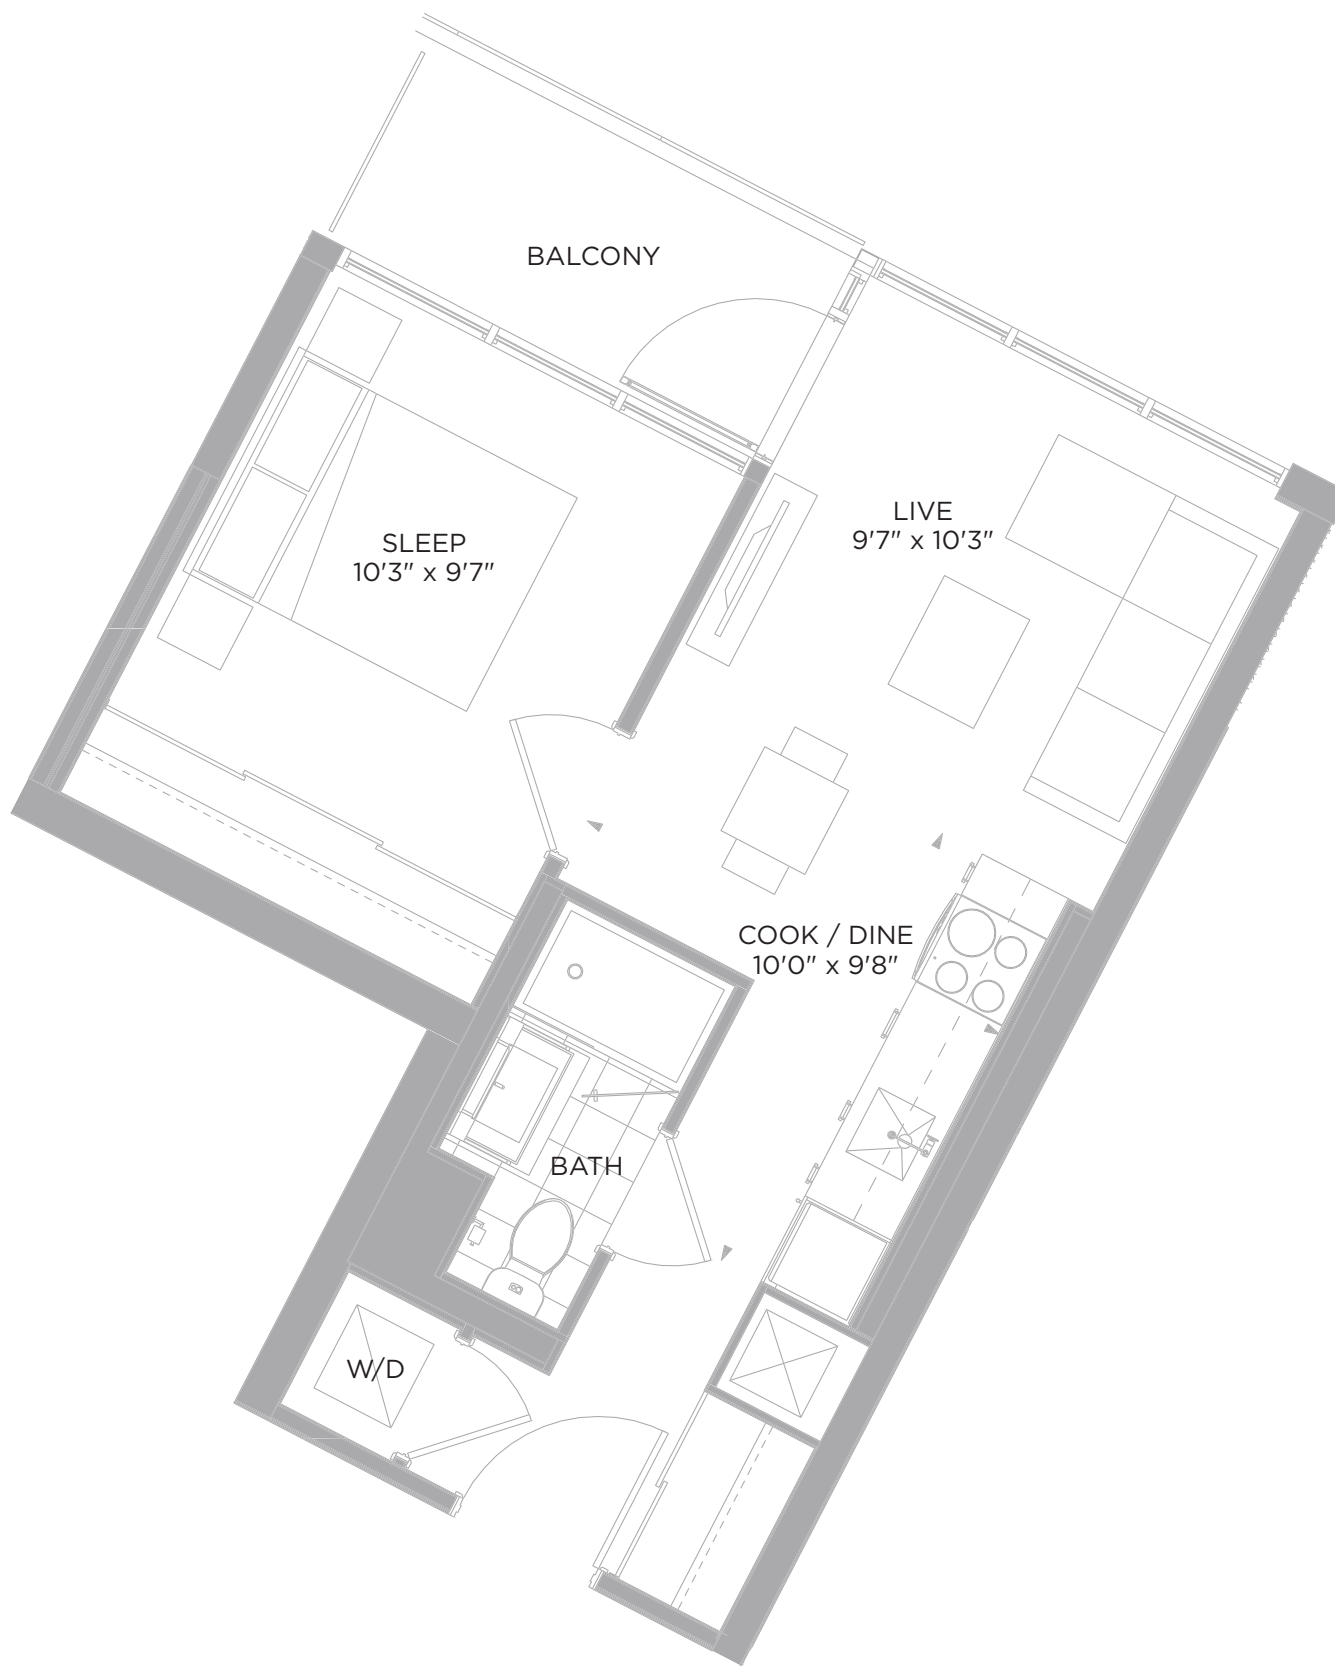 BALCONY
LIVE
9'7" x 10'3"
SLEEP
10'3" x 9'7"
COOK / DINE
10'0" x 9'8"
BATH
W/D